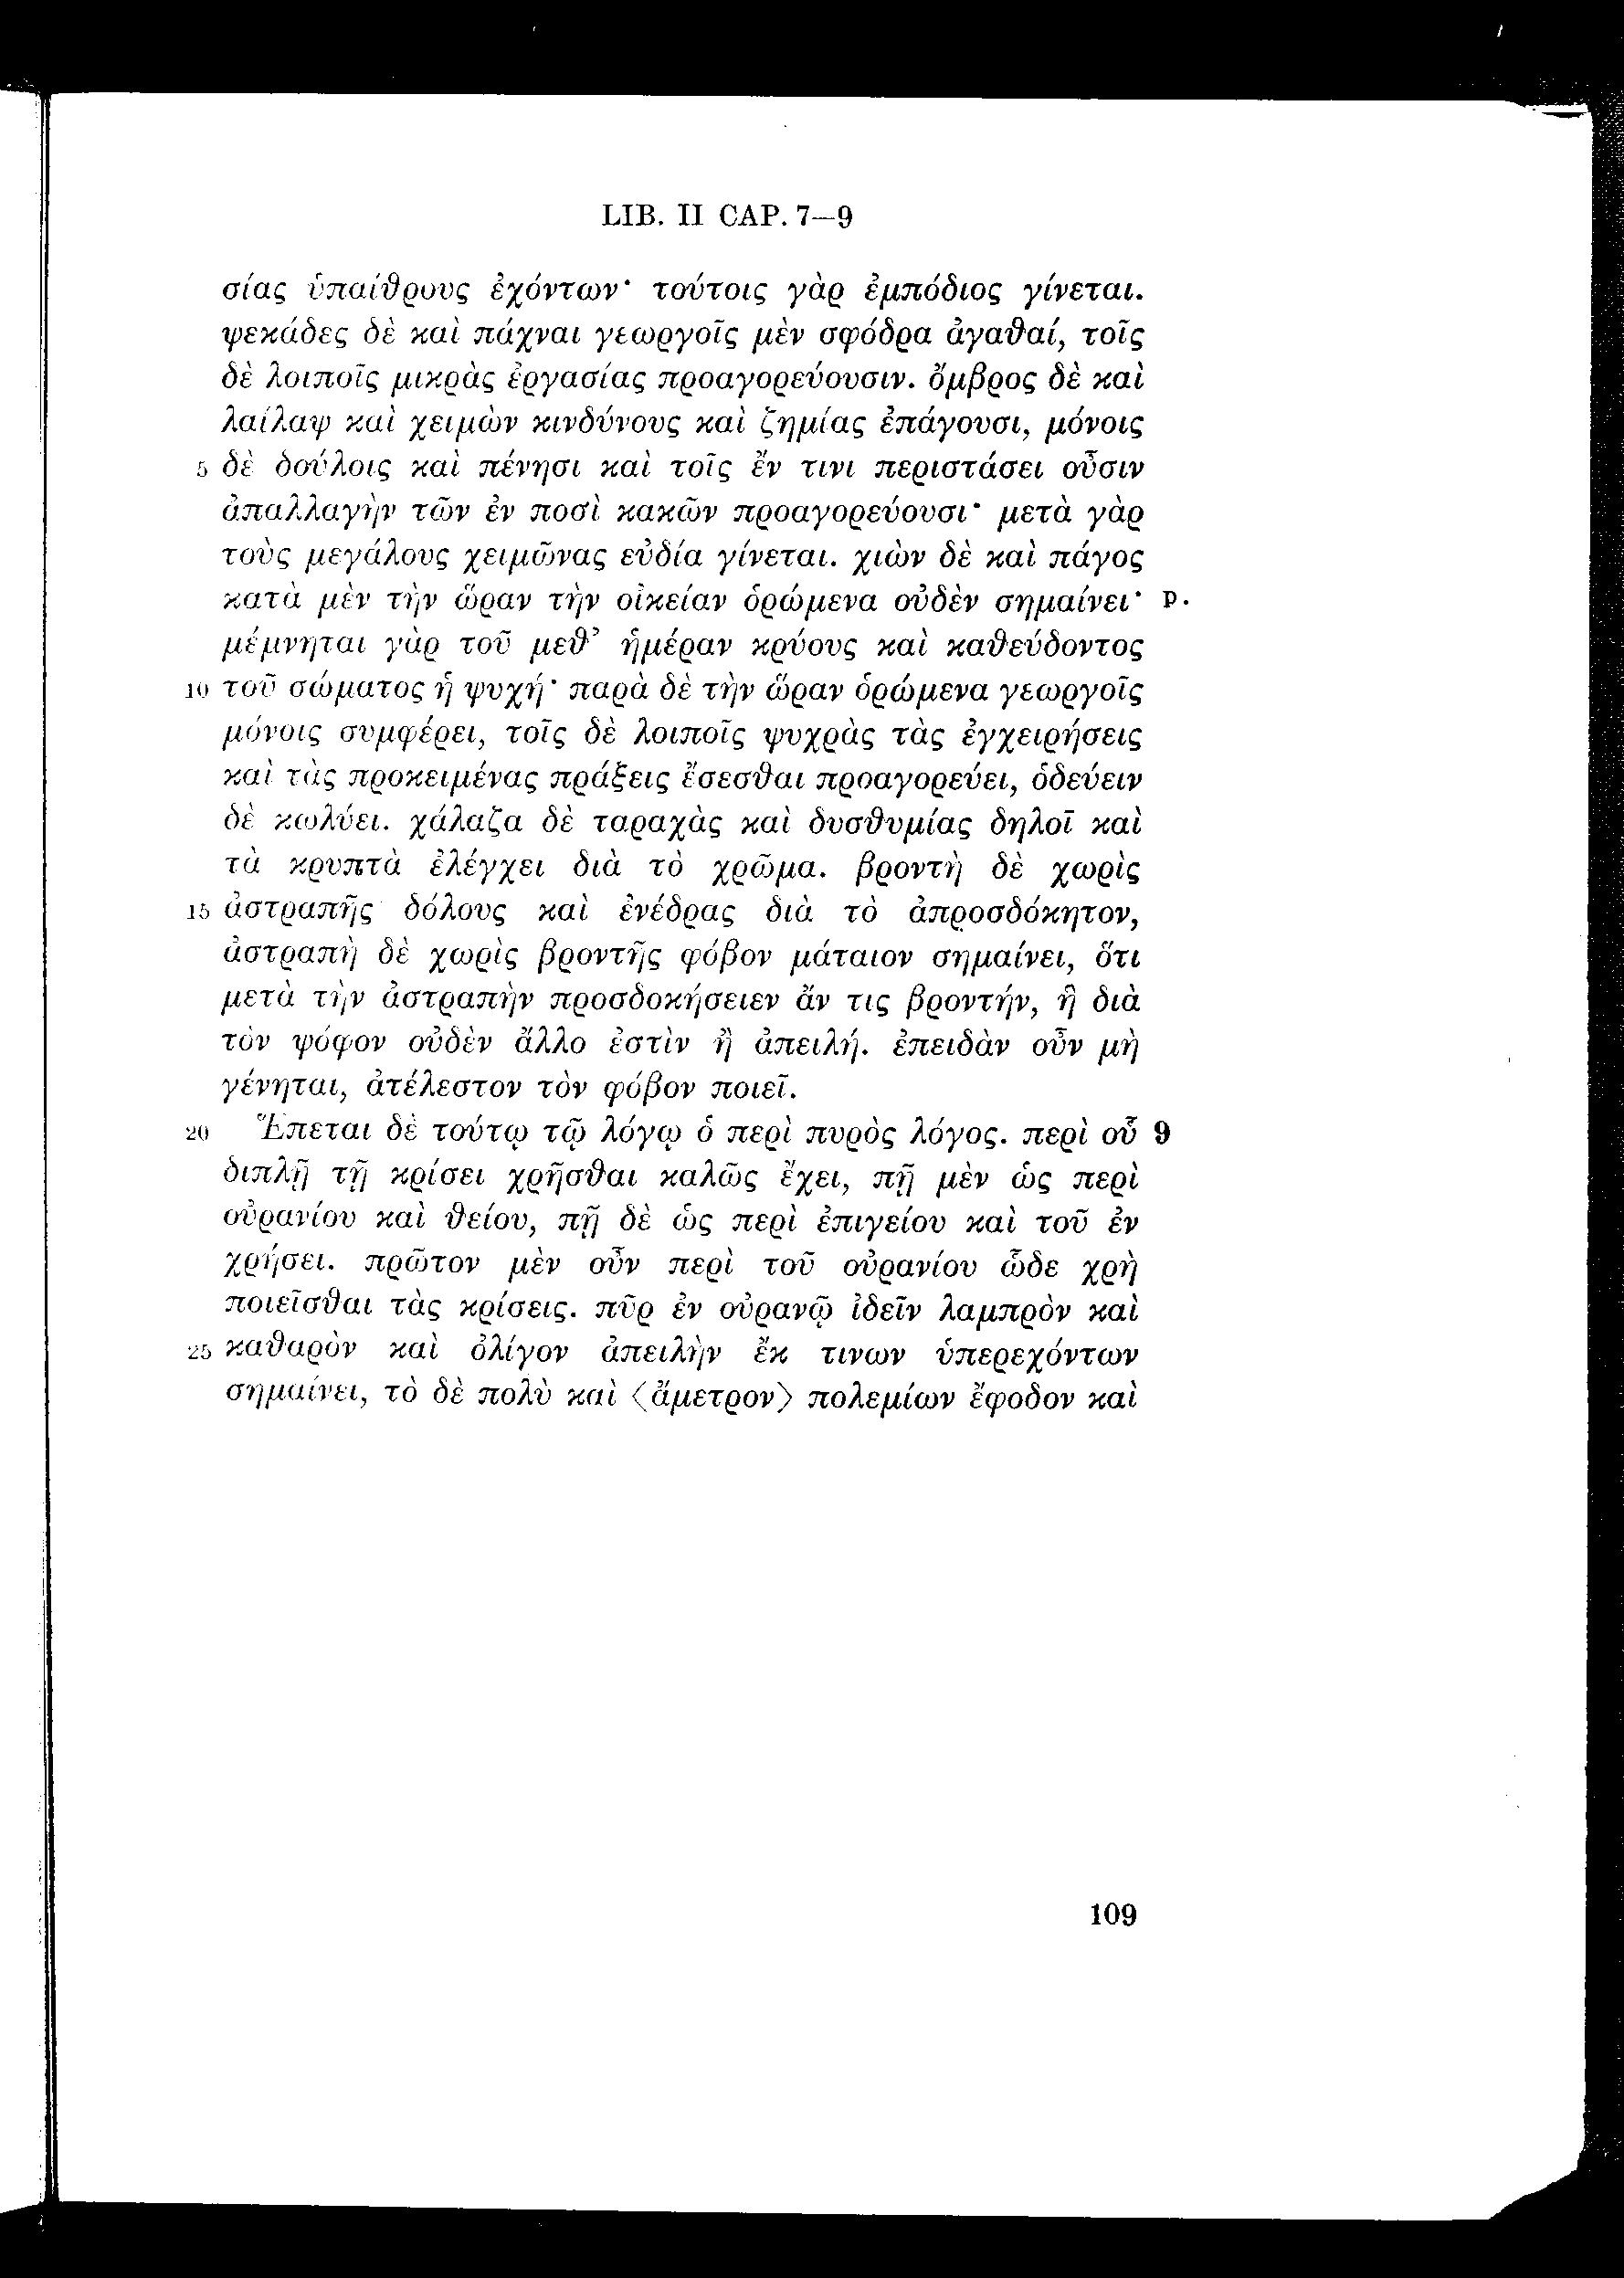 LIB. II CAP. 7—9
σίας ὑπαίθρους ἐχόντων· τούτοις γὰρ ἐμπόδιος γίνεται.
ψεκάδες δὲ καὶ πάχναι γεωργοῖς μὲν σφόδρα ἀγαθαί, τοῖς
δὲ λοιποῖς μικρὰς ἐργασίας προαγορεύουσιν. ὄμβρος δὲ καὶ
λαίλαψ καὶ χειμὼν κινδύνους καὶ ζημίας ἐπάγουσι, μόνοις
5 δὲ δούλοις καὶ πένησι καὶ τοῖς ἔν τινι περιστάσει οὖσιν
ἀπαλλαγὴν τῶν ἐν ποσὶ κακῶν προαγορεύουσι· μετὰ γὰρ
τοὺς μεγάλους χειμῶνας εὐδία γίνεται. χιὼν δὲ καὶ πάγος
κατὰ μὲν τὴν ὥραν τὴν οἰκείαν ὁρώμενα οὐδὲν σημαίνει· p.
μέμνηται γὰρ τοῦ μεθ’ ἡμέραν κρύους καὶ καθεύδοντος
10 τοῦ σώματος ἡ ψυχή· παρὰ δὲ τὴν ὥραν ὁρώμενα γεωργοῖς
μόνοις συμφέρει, τοῖς δὲ λοιποῖς ψυχρὰς τὰς ἐγχειρήσεις
καὶ τὰς προκειμένας πράξεις ἔσεσθαι προαγορεύει, ὁδεύειν
δὲ κωλύει. χάλαζα δὲ ταραχὰς καὶ δυσθυμίας δηλοῖ καὶ
τὰ κρυπτὰ ἐλέγχει διὰ τὸ χρῶμα. βροντὴ δὲ χωρὶς
15 ἀστραπῆς δόλους καὶ ἐνέδρας διὰ τὸ ἀπροσδόκητον,
ἀστραπὴ δὲ χωρὶς βροντῆς φόβον μάταιον σημαίνει, ὅτι
μετὰ τὴν ἀστραπὴν προσδοκήσειεν ἄν τις βροντήν, ἣ διὰ
τὸν ψόφον οὐδὲν ἄλλο ἐστὶν ἢ ἀπειλή. ἐπειδὰν οὖν μὴ
γένηται, ἀτέλεστον τὸν φόβον ποιεῖ.
20 Ἕπεται δὲ τούτῳ τῷ λόγῳ ὁ περὶ πυρὸς λόγος. περὶ οὗ 9
διπλῇ τῇ κρίσει χρῆσθαι καλῶς ἔχει, πῇ μὲν ὡς περὶ
οὐρανίου καὶ θείου, πῇ δὲ ὡς περὶ ἐπιγείου καὶ τοῦ ἐν
χρήσει. πρῶτον μὲν οὖν περὶ τοῦ οὐρανίου ὧδε χρὴ
ποιεῖσθαι τὰς κρίσεις. πῦρ ἐν οὐρανῷ ἰδεῖν λαμπρὸν καὶ
25 καθαρὸν καὶ ὀλίγον ἀπειλὴν ἔκ τινων ὑπερεχόντων
σημαίνει, τὸ δὲ πολὺ καὶ ⟨ἄμετρον⟩ πολεμίων ἔφοδον καὶ
109